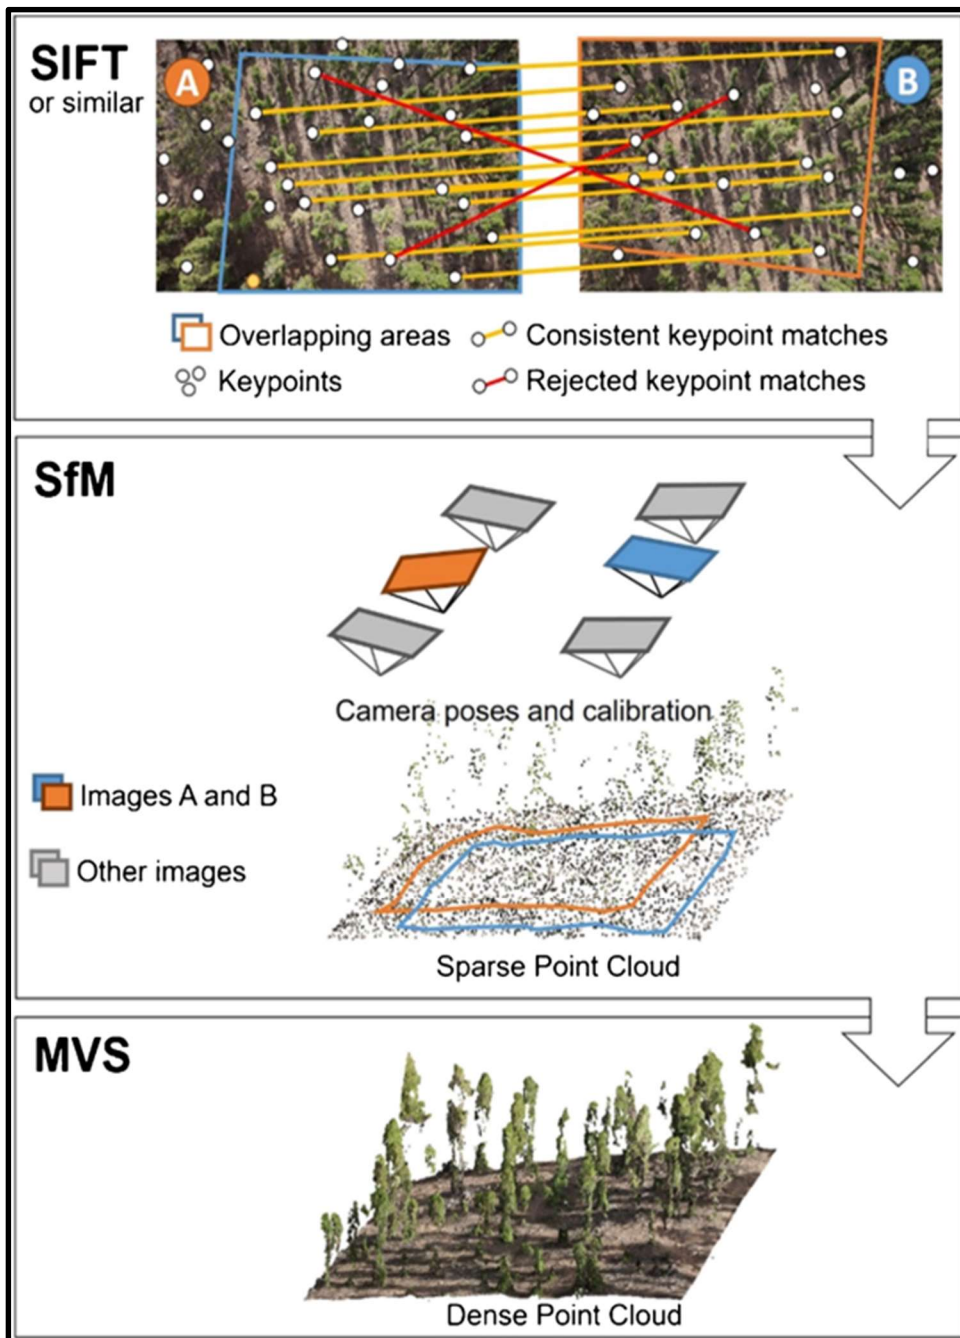 SIFT
or similar
A
B
Overlapping areas
Consistent keypoint matches
Keypoints
Rejected keypoint matches
SfM
Camera poses and calibration
Images A and B
Other images
Sparse Point Cloud
MVS
Dense Point Cloud